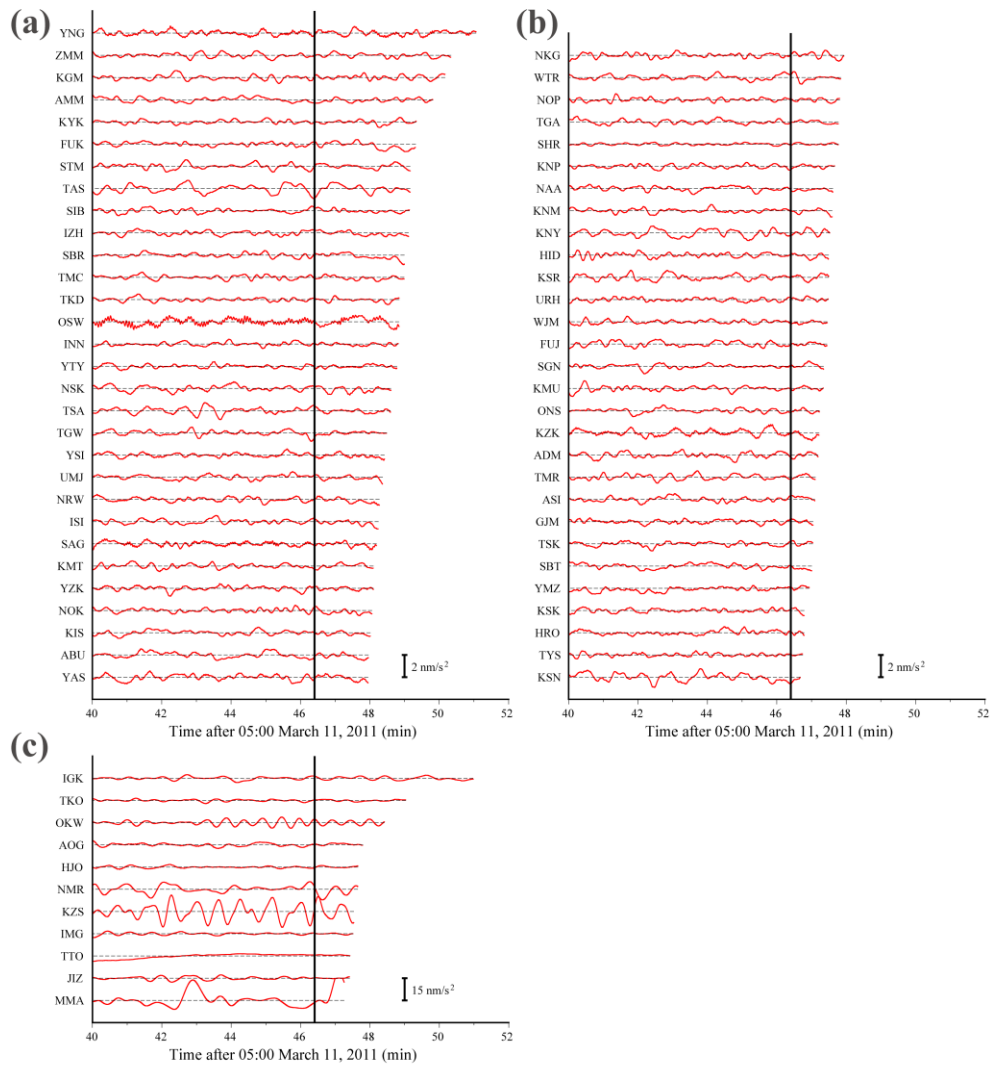 (a)
YNG
ZMM
KGM
AMM
KYK
FUK
STM
TAS
SIB
IZH
SBR
TMC
TKD
OSW
INN
YTY
NSK
TSA
TGW
YSI
UMJ
NRW
ISI
SAG
KMT
YZK
NOK
KIS
ABU
YAS
2 nm/s²
40 42 44 46 48 50 52
Time after 05:00 March 11, 2011 (min)
(b)
NKG
WTR
NOP
TGA
SHR
KNP
NAA
KNM
KNY
HID
KSR
URH
WJM
FUJ
SGN
KMU
ONS
KZK
ADM
TMR
ASI
GJM
TSK
SBT
YMZ
KSK
HRO
TYS
KSN
2 nm/s²
40 42 44 46 48 50 52
Time after 05:00 March 11, 2011 (min)
(c)
IGK
TKO
OKW
AOG
HJO
NMR
KZS
IMG
TTO
JIZ
MMA
15 nm/s²
40 42 44 46 48 50 52
Time after 05:00 March 11, 2011 (min)